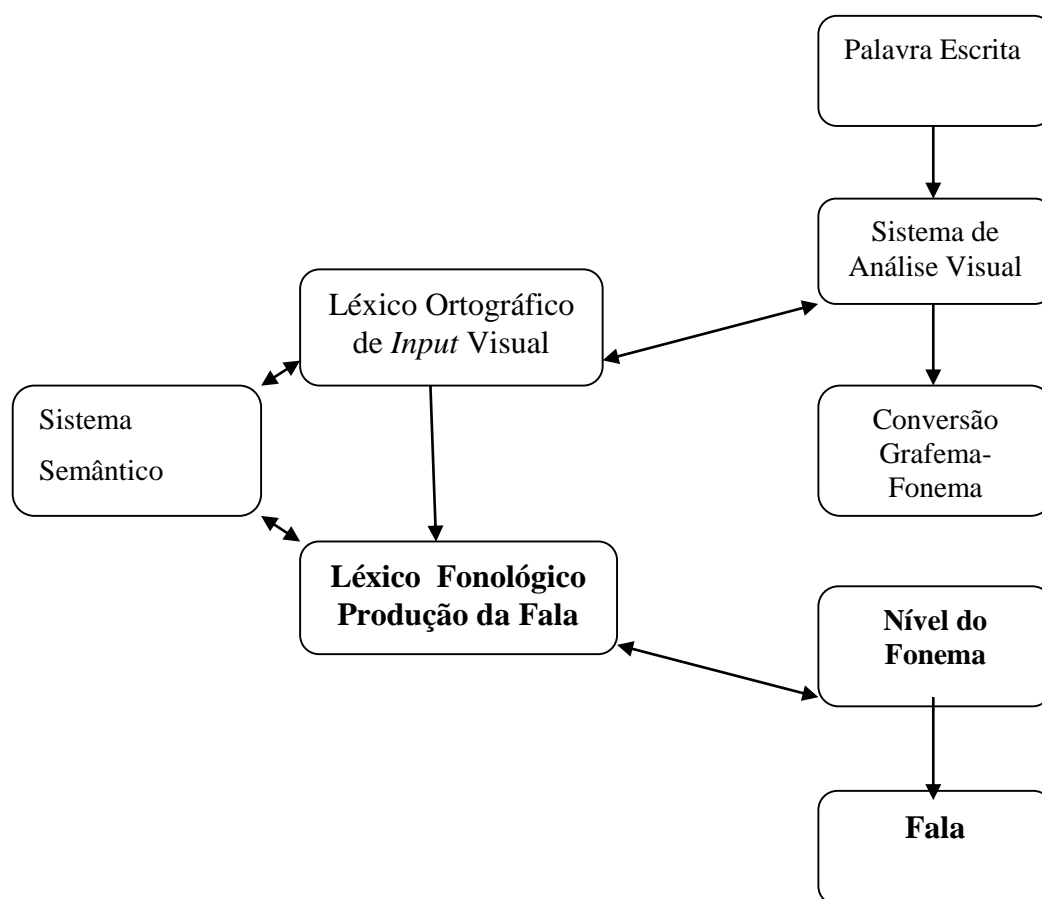 Palavra Escrita
Sistema de
Análise Visual
Léxico Ortográfico
de Input Visual
Sistema
Semântico
Conversão
Grafema-
Fonema
Léxico Fonológico
Produção da Fala
Nível do
Fonema
Fala